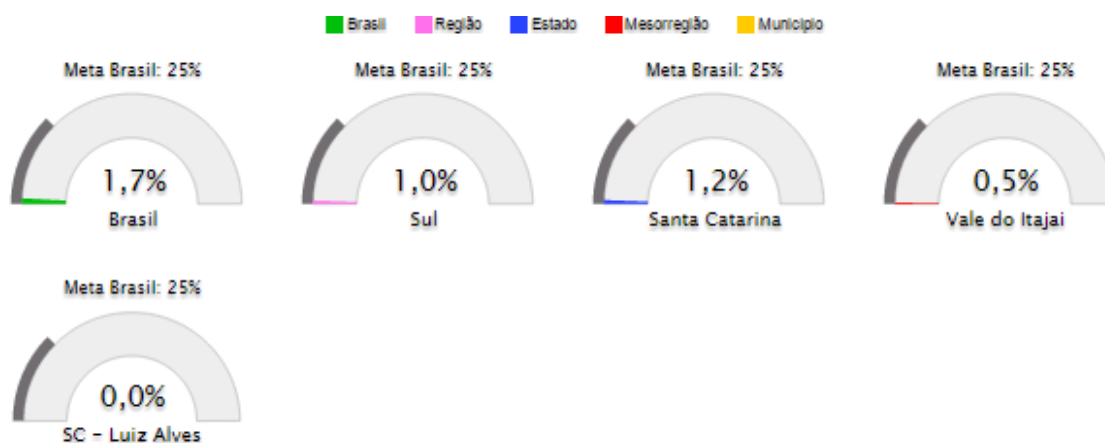 Brasil Região Estado Mesorregião Município
Meta Brasil: 25% Meta Brasil: 25% Meta Brasil: 25% Meta Brasil: 25%
1,7% 1,0% 1,2% 0,5%
Brasil Sul Santa Catarina Vale do Itajai
Meta Brasil: 25%
0,0%
SC - Luiz Alves